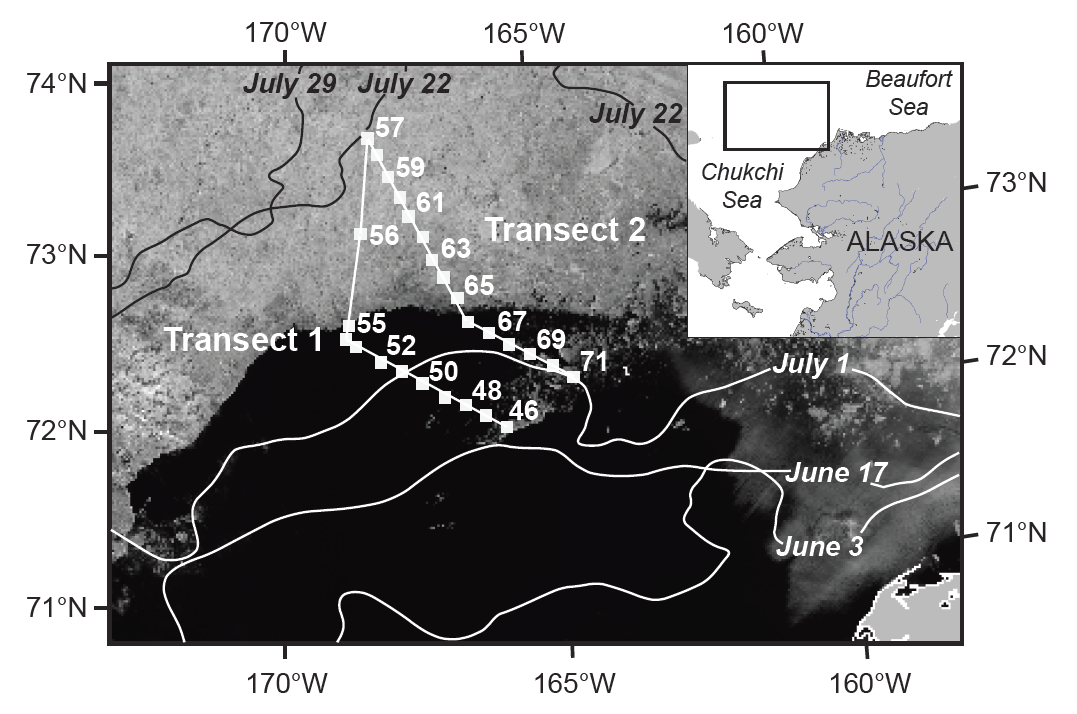 170°W 165°W 160°W
74°N
July 29 July 22
July 22
Beaufort
Sea
Chukchi
Sea
ALASKA
57
59
61
56
Transect 2
73°N
73°N
63
65
55
67
Transect 1
52
69
71
72°N
July 1
50
48
46
72°N
June 17
June 3
71°N
71°N
170°W 165°W 160°W